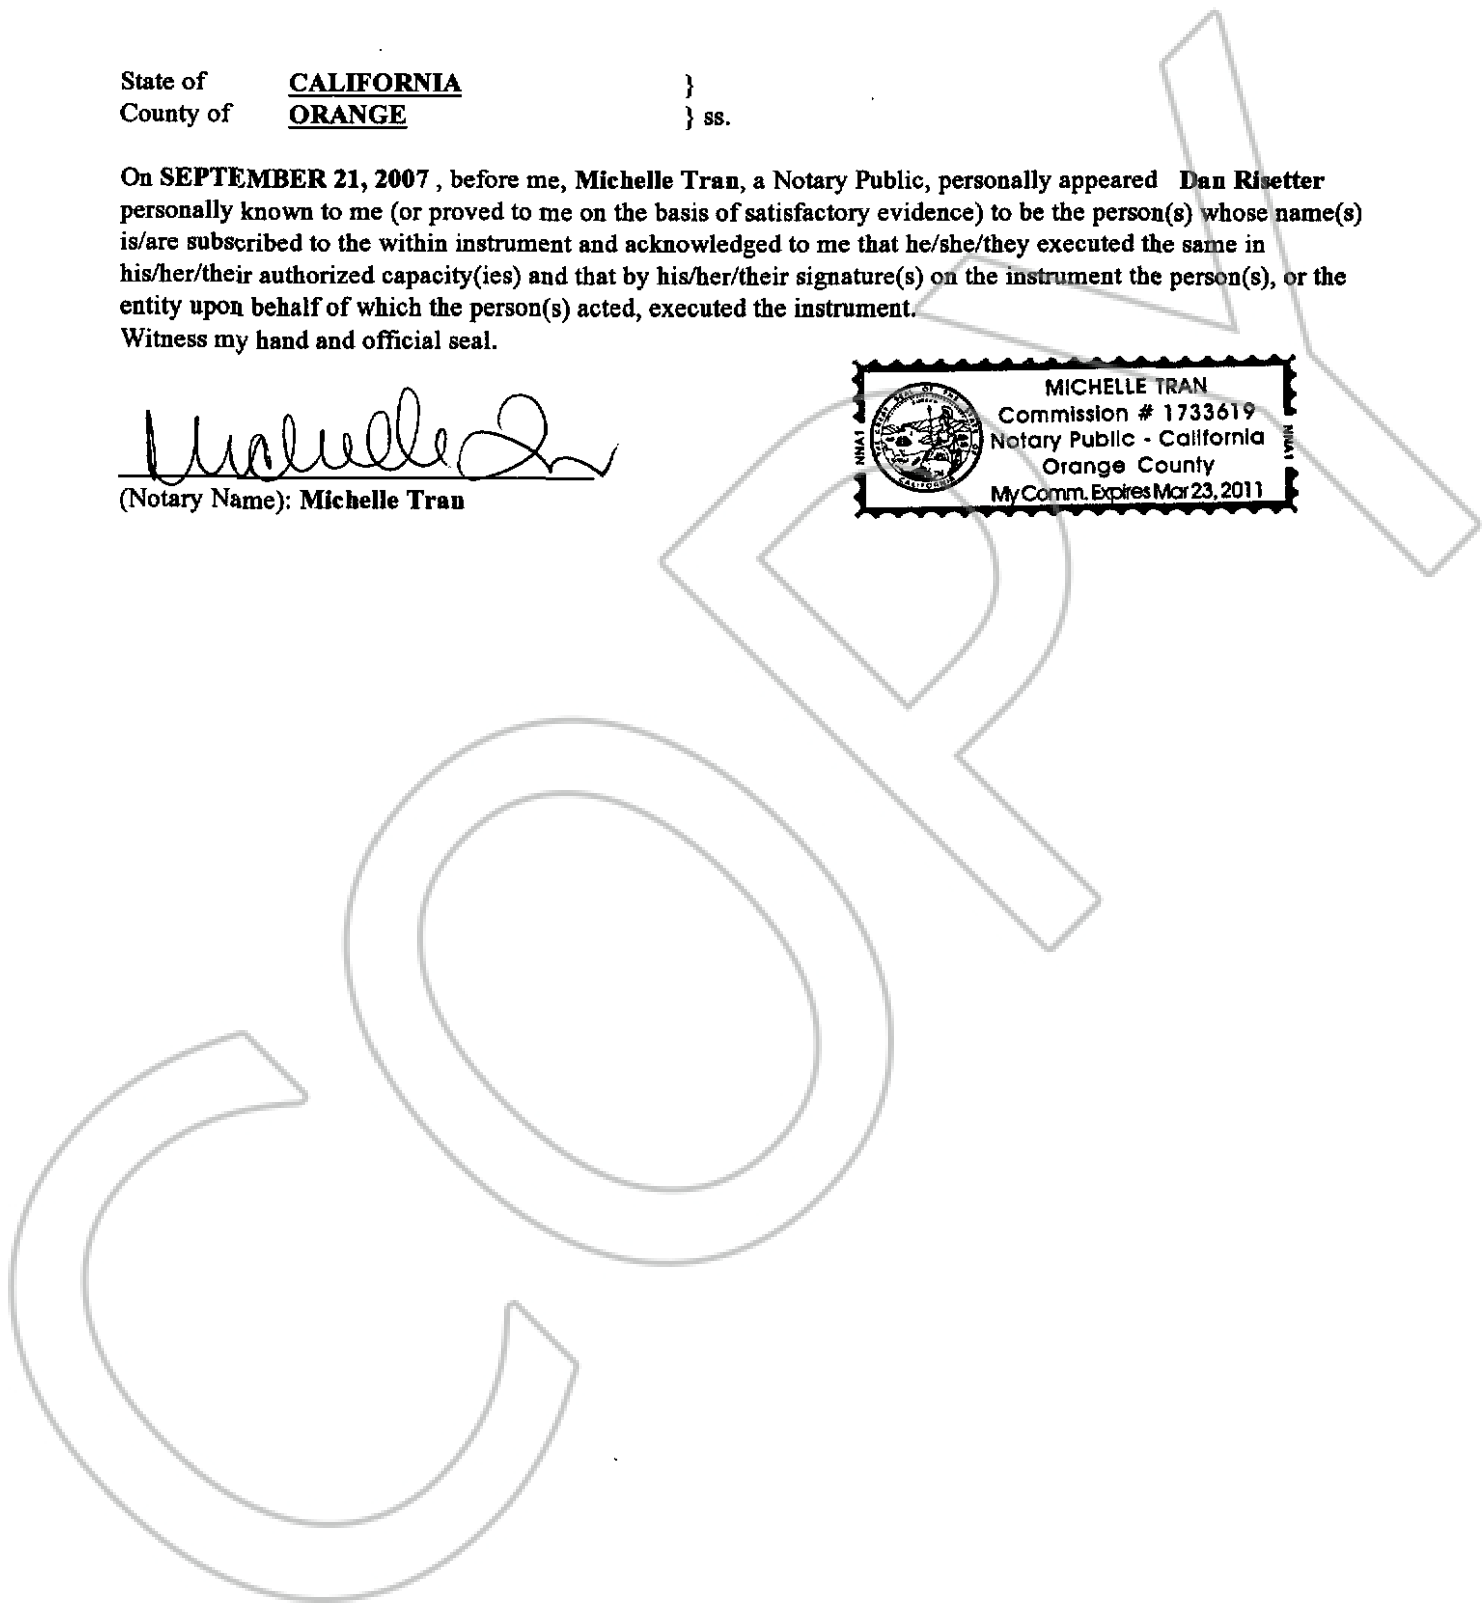 State of CALIFORNIA }
County of ORANGE } ss.
On SEPTEMBER 21, 2007 , before me, Michelle Tran, a Notary Public, personally appeared Dan Risetter
personally known to me (or proved to me on the basis of satisfactory evidence) to be the person(s) whose name(s)
is/are subscribed to the within instrument and acknowledged to me that he/she/they executed the same in
his/her/their authorized capacity(ies) and that by his/her/their signature(s) on the instrument the person(s), or the
entity upon behalf of which the person(s) acted, executed the instrument.
Witness my hand and official seal.
Michelle Tran
(Notary Name): Michelle Tran
MICHELLE TRAN
Commission # 1733619
Notary Public - California
Orange County
My Comm. Expires Mar 23, 2011
NNA1
NNA1
COPY